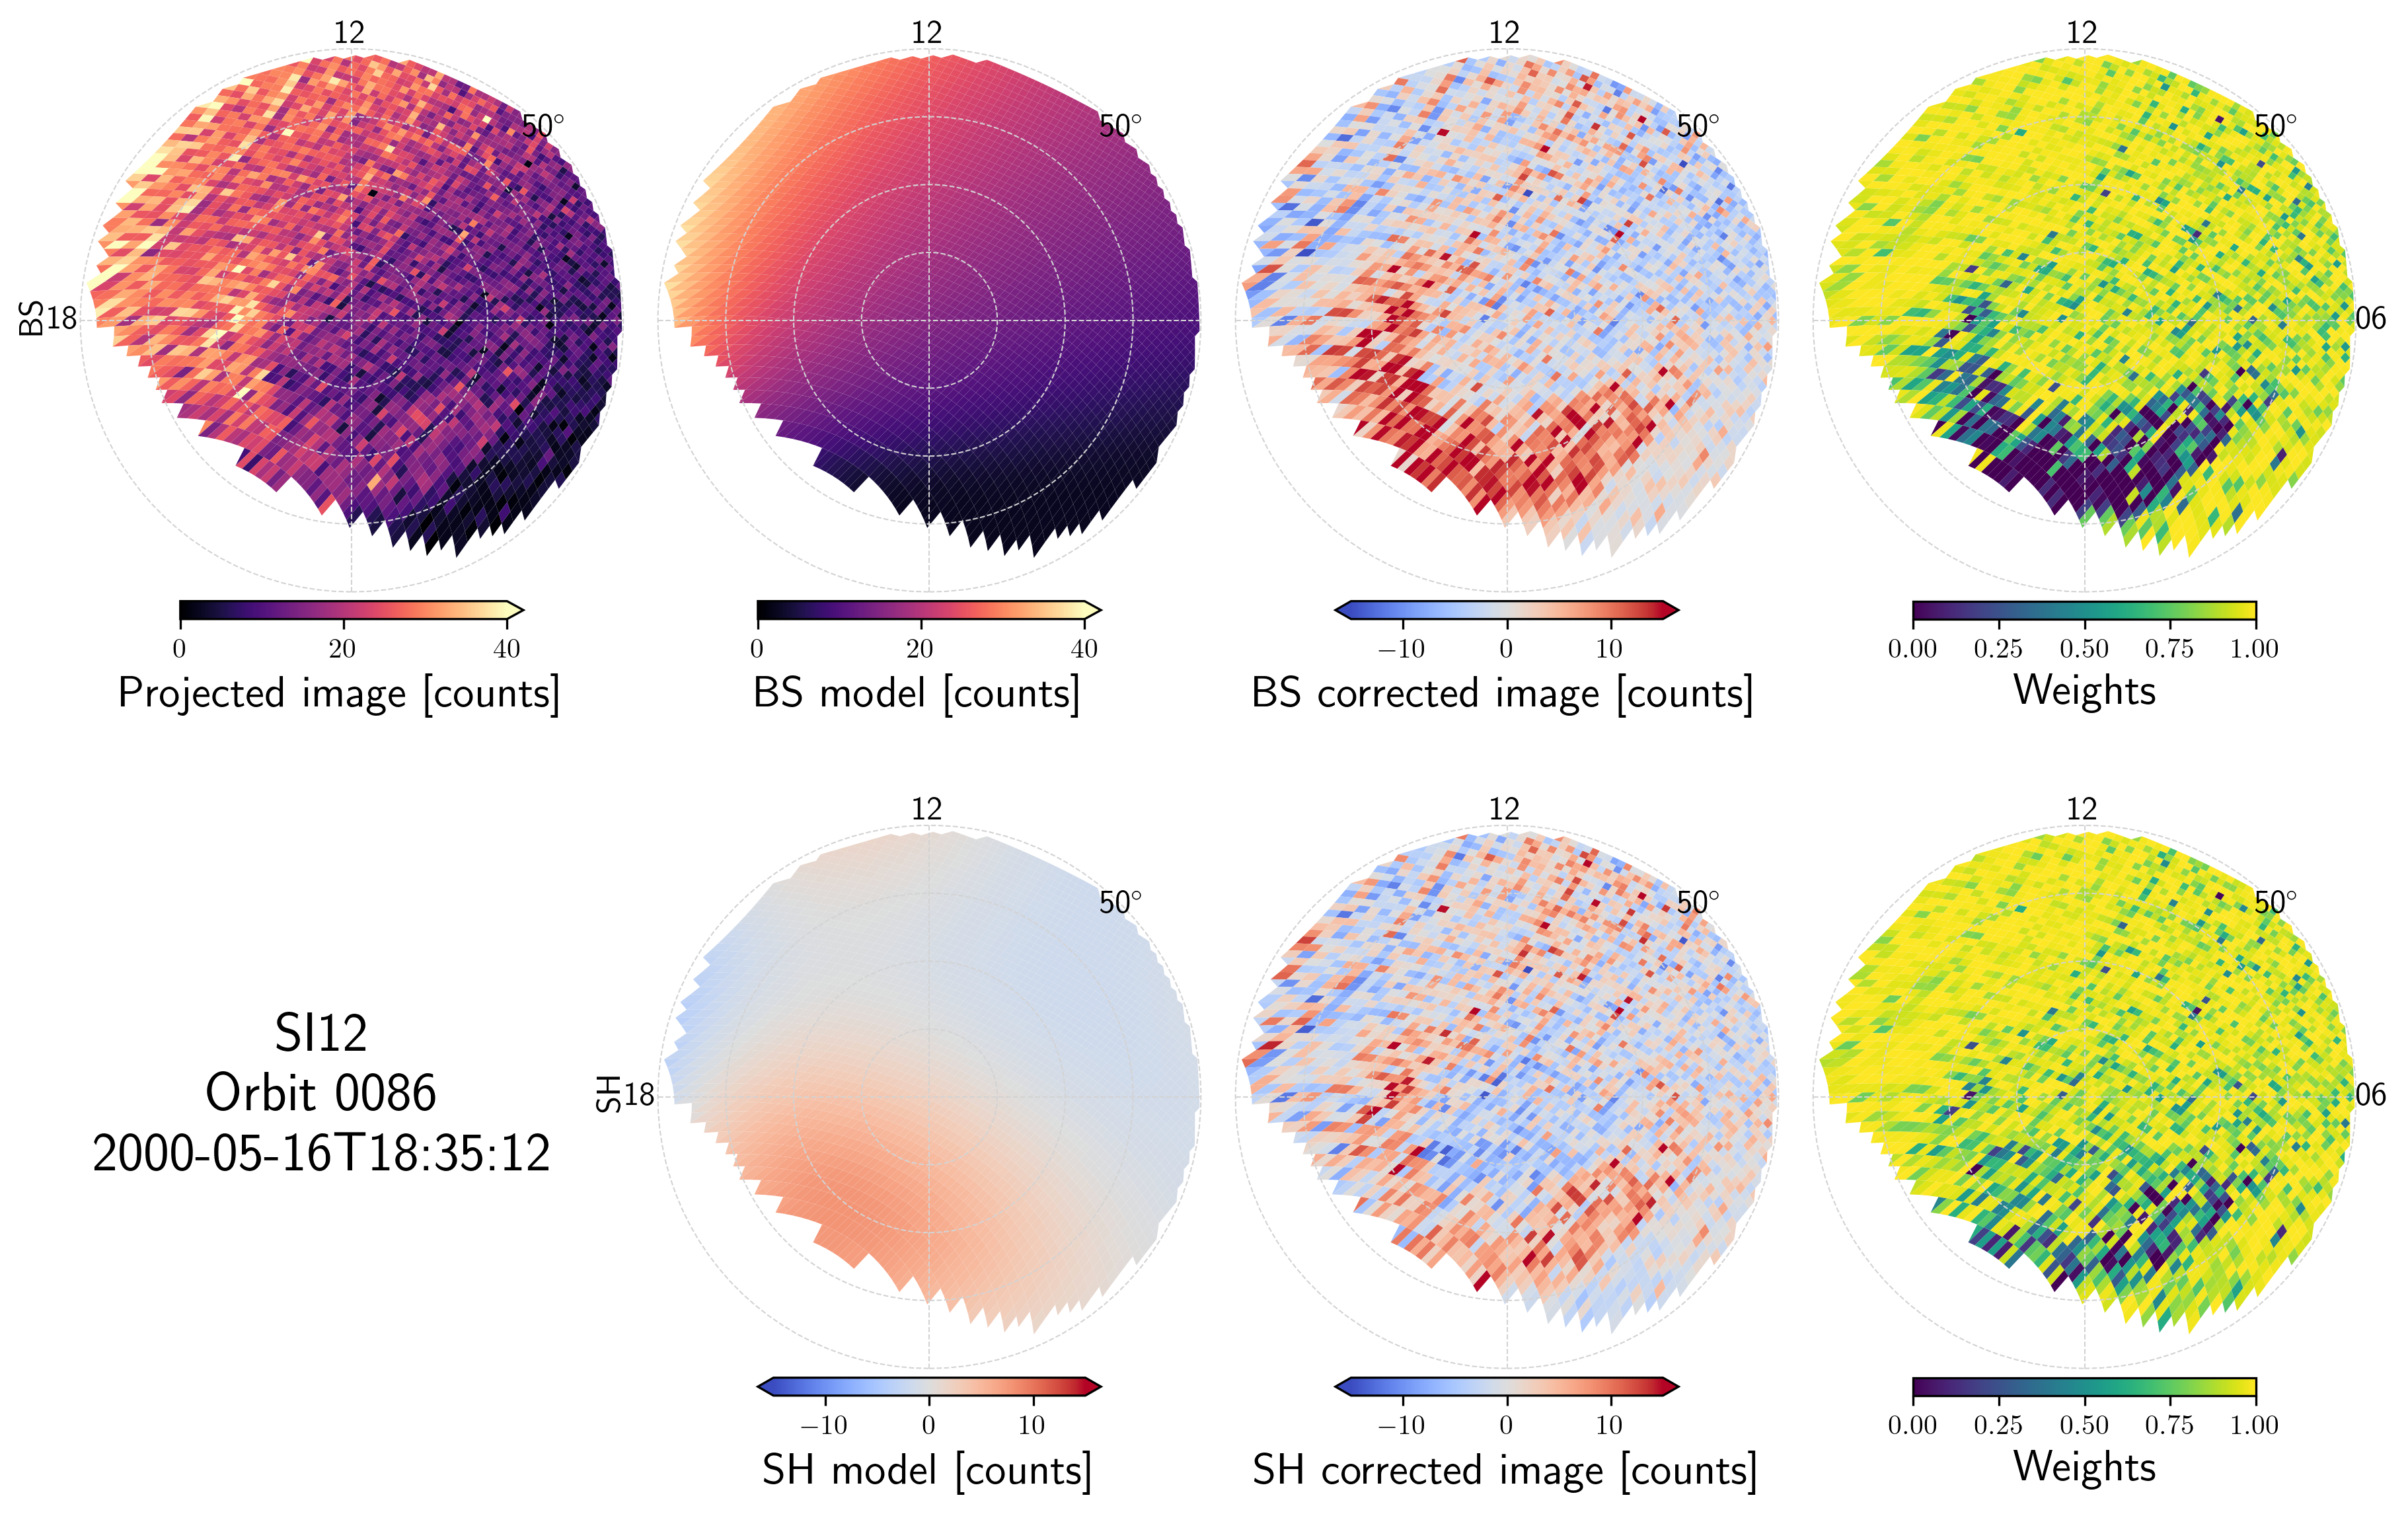 12 12 12 12
50° 50° 50° 50°
BS 18 06
0 20 40 0 20 40 −10 0 10 0.00 0.25 0.50 0.75 1.00
Projected image [counts] BS model [counts] BS corrected image [counts] Weights
12 12 12
50° 50° 50°
SI12
Orbit 0086
2000-05-16T18:35:12
SH 18 06
−10 0 10 −10 0 10 0.00 0.25 0.50 0.75 1.00
SH model [counts] SH corrected image [counts] Weights